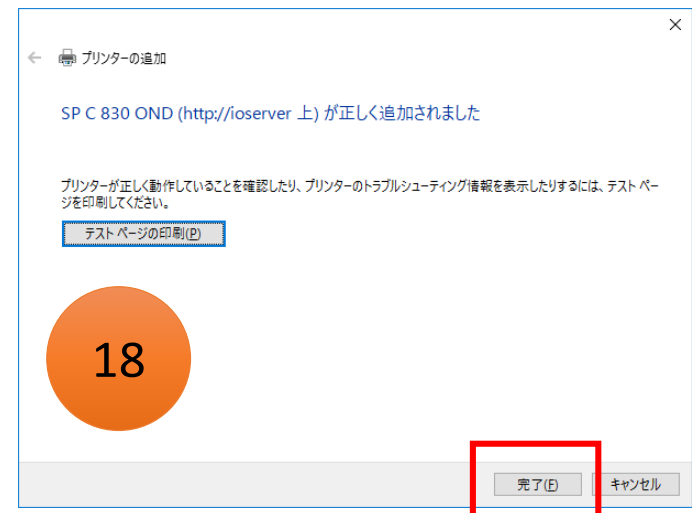 プリンターの追加
SP C 830 OND (http://ioserver 上) が正しく追加されました
プリンターが正しく動作していることを確認したり、プリンターのトラブルシューティング情報を表示したりするには、テスト ペー
ジを印刷してください。
テスト ページの印刷(P)
18
完了(F)
キャンセル